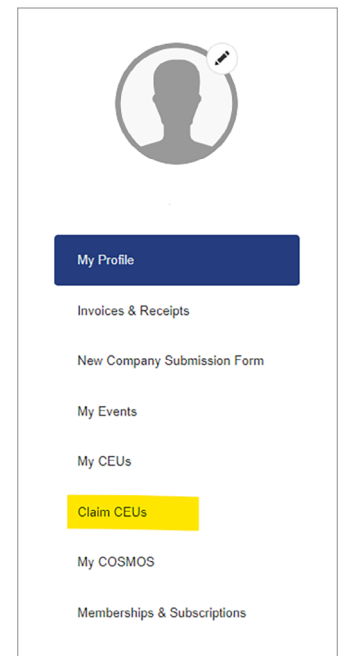 My Profile
Invoices & Receipts
New Company Submission Form
My Events
My CEUs
Claim CEUs
My COSMOS
Memberships & Subscriptions